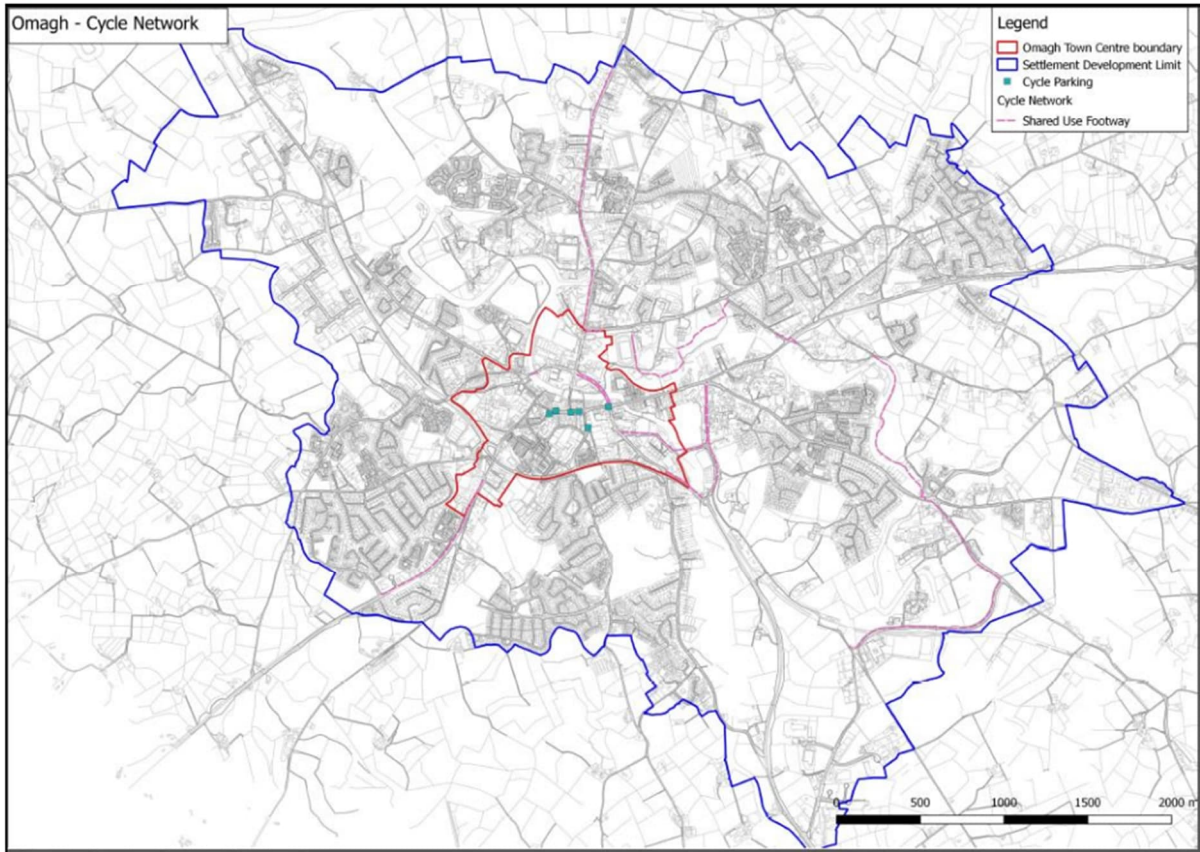 Omagh - Cycle Network
Legend
Omagh Town Centre boundary
Settlement Development Limit
Cycle Parking
Cycle Network
Shared Use Footway
0 500 1000 1500 2000 m